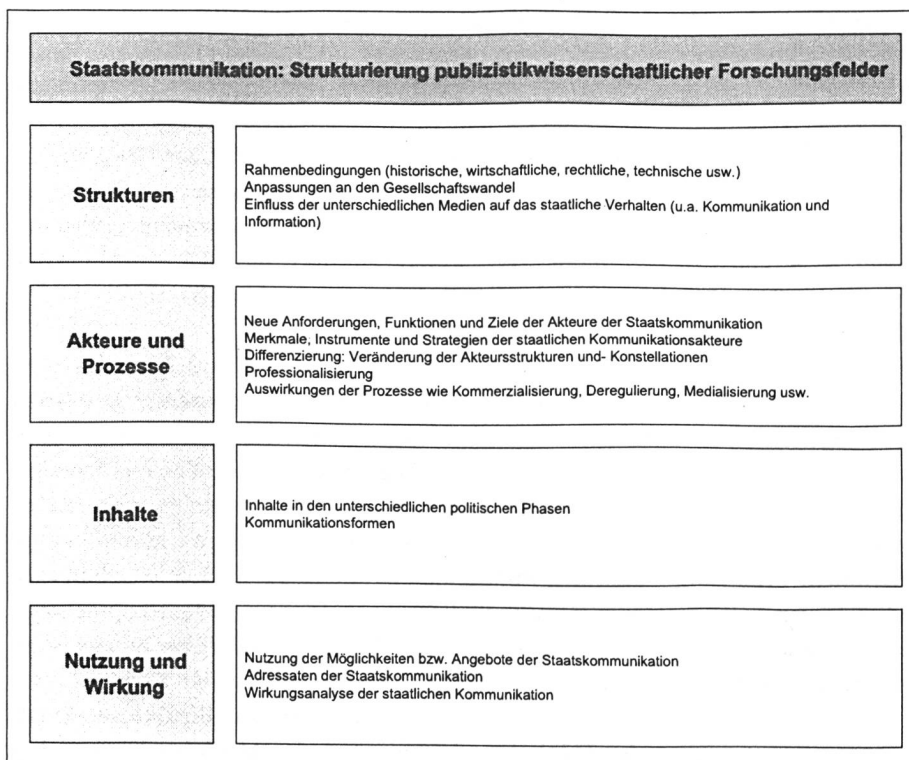 Staatskommunikation: Strukturierung publizistikwissenschaftlicher Forschungsfelder
Strukturen
Rahmenbedingungen (historische, wirtschaftliche, rechtliche, technische usw.)
Anpassungen an den Gesellschaftswandel
Einfluss der unterschiedlichen Medien auf das staatliche Verhalten (u.a. Kommunikation und
Information)
Akteure und
Prozesse
Neue Anforderungen, Funktionen und Ziele der Akteure der Staatskommunikation
Merkmale, Instrumente und Strategien der staatlichen Kommunikationsakteure
Differenzierung: Veränderung der Akteursstrukturen und- Konstellationen
Professionalisierung
Auswirkungen der Prozesse wie Kommerzialisierung, Deregulierung, Medialisierung usw.
Inhalte
Inhalte in den unterschiedlichen politischen Phasen
Kommunikationsformen
Nutzung und
Wirkung
Nutzung der Möglichkeiten bzw. Angebote der Staatskommunikation
Adressaten der Staatskommunikation
Wirkungsanalyse der staatlichen Kommunikation